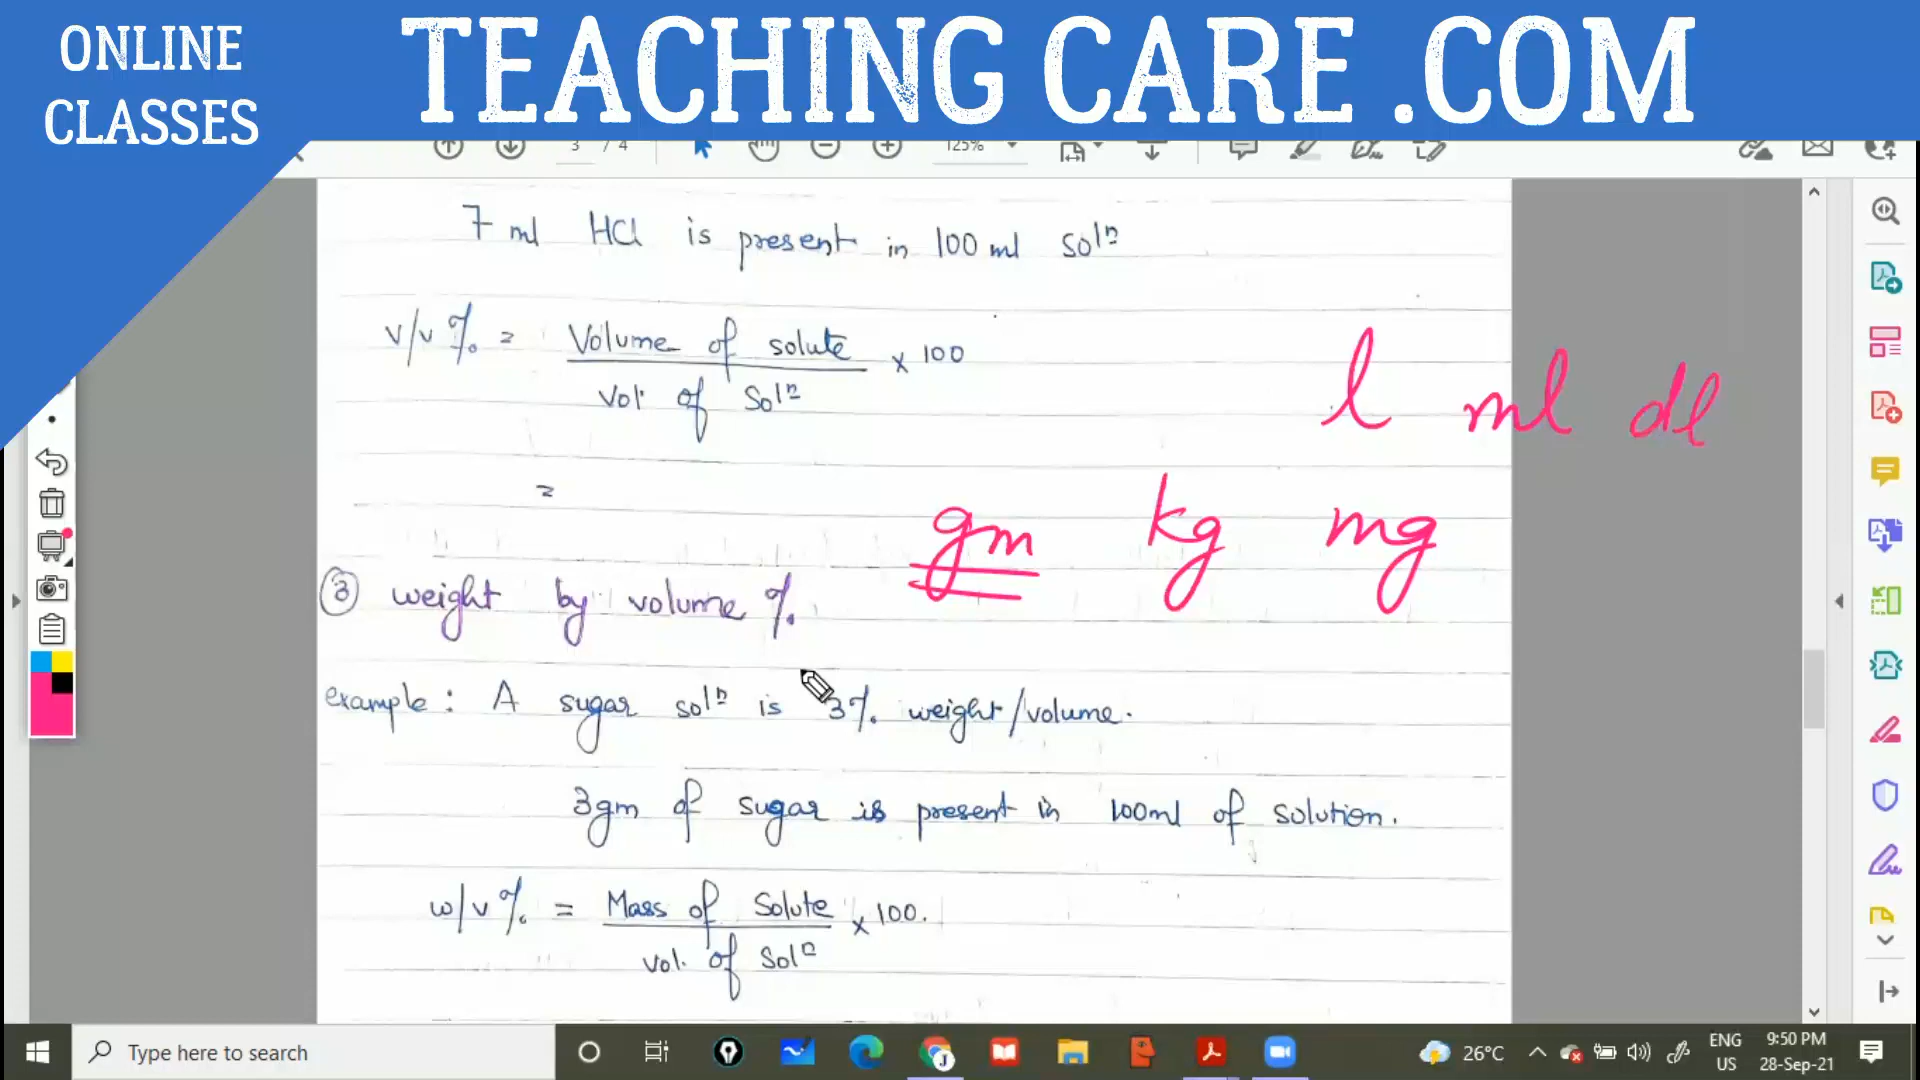 ONLINE
CLASSES
TEACHING CARE .COM
3 / 4
125%
7 ml HCl is present in 100 ml solⁿ
v/v % = Volume of solute × 100
Vol. of Solⁿ
=
l ml dl
gm kg mg
③ weight by volume %.
example : A sugar solⁿ is 3% weight/volume.
3gm of sugar is present in 100ml of solution.
w/v % = Mass of Solute × 100.
vol. of Solⁿ
Type here to search
26°C
ENG
US
9:50 PM
28-Sep-21